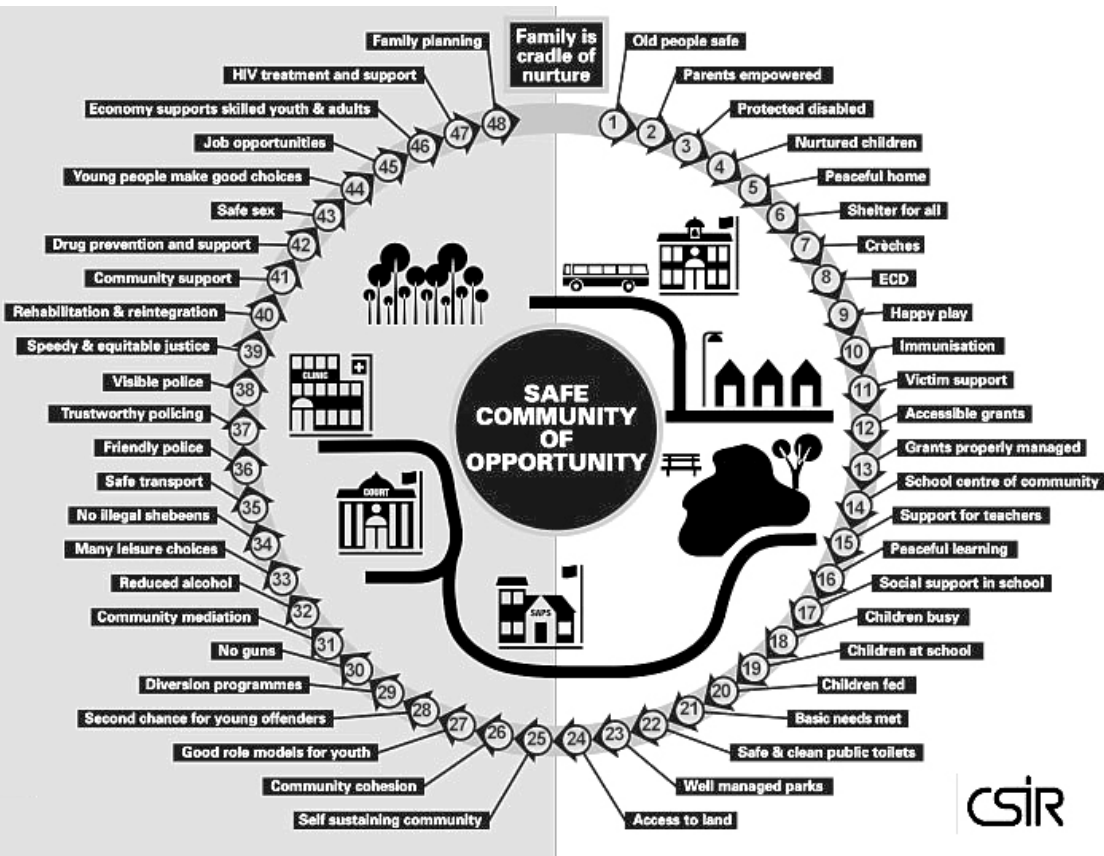 Family is
cradle of
nurture
1 Old people safe
2 Parents empowered
3 Protected disabled
4 Nurtured children
5 Peaceful home
6 Shelter for all
7 Crèches
8 ECD
9 Happy play
10 Immunisation
11 Victim support
12 Accessible grants
13 Grants properly managed
14 School centre of community
15 Support for teachers
16 Peaceful learning
17 Social support in school
18 Children busy
19 Children at school
20 Children fed
21 Basic needs met
22 Safe & clean public toilets
23 Well managed parks
24 Access to land
25 Self sustaining community
26 Community cohesion
27 Good role models for youth
28 Second chance for young offenders
29 Diversion programmes
30 No guns
31 Community mediation
32 Reduced alcohol
33 Many leisure choices
34 No illegal shebeens
35 Safe transport
36 Friendly police
37 Trustworthy policing
38 Visible police
39 Speedy & equitable justice
40 Rehabilitation & reintegration
41 Community support
42 Drug prevention and support
43 Safe sex
44 Young people make good choices
45 Job opportunities
46 Economy supports skilled youth & adults
47 HIV treatment and support
48 Family planning
CLINIC
COURT
SAPS
SAFE
COMMUNITY
OF
OPPORTUNITY
CSIR